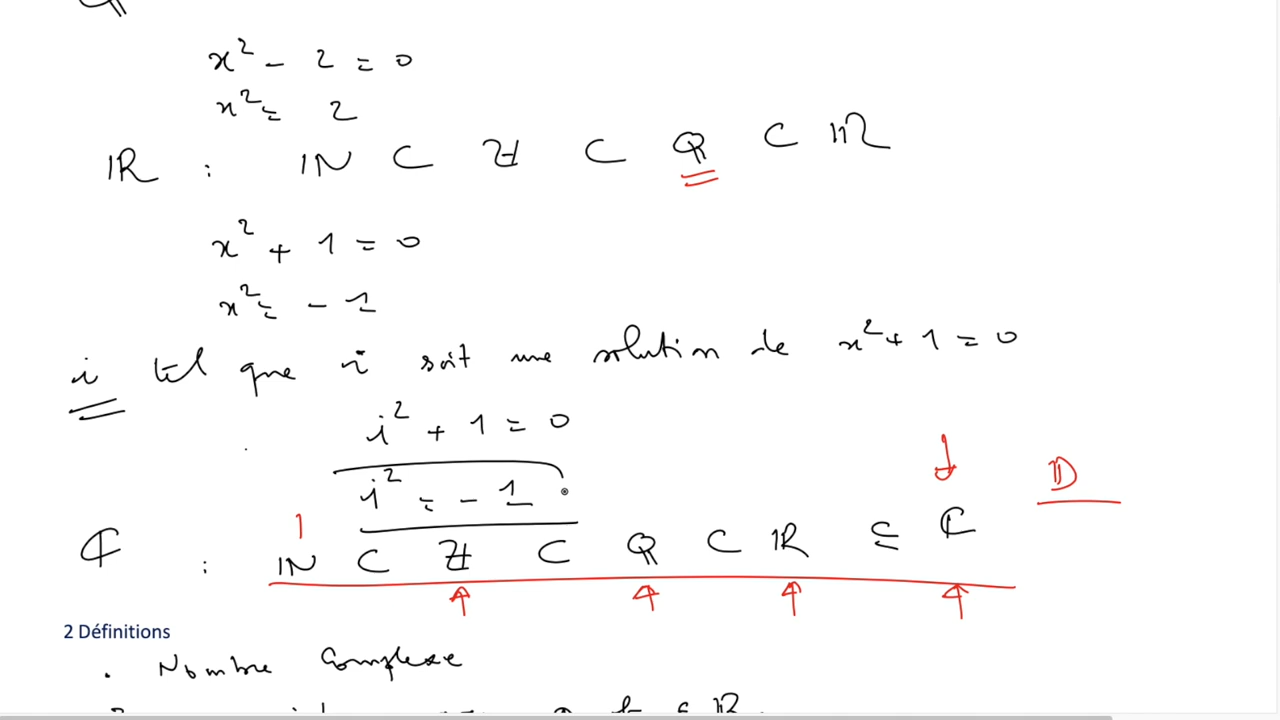 x² - 2 = 0
x² = 2
ℝ : ℕ ⊂ ℤ ⊂ ℚ ⊂ ℝ
x² + 1 = 0
x² = - 1
i tel que i soit une solution de x² + 1 = 0
i² + 1 = 0
i² = - 1
𝔻
ℂ : ℕ ⊂ ℤ ⊂ ℚ ⊂ ℝ ⊆ ℂ
2 Définitions
. Nombre Complexe